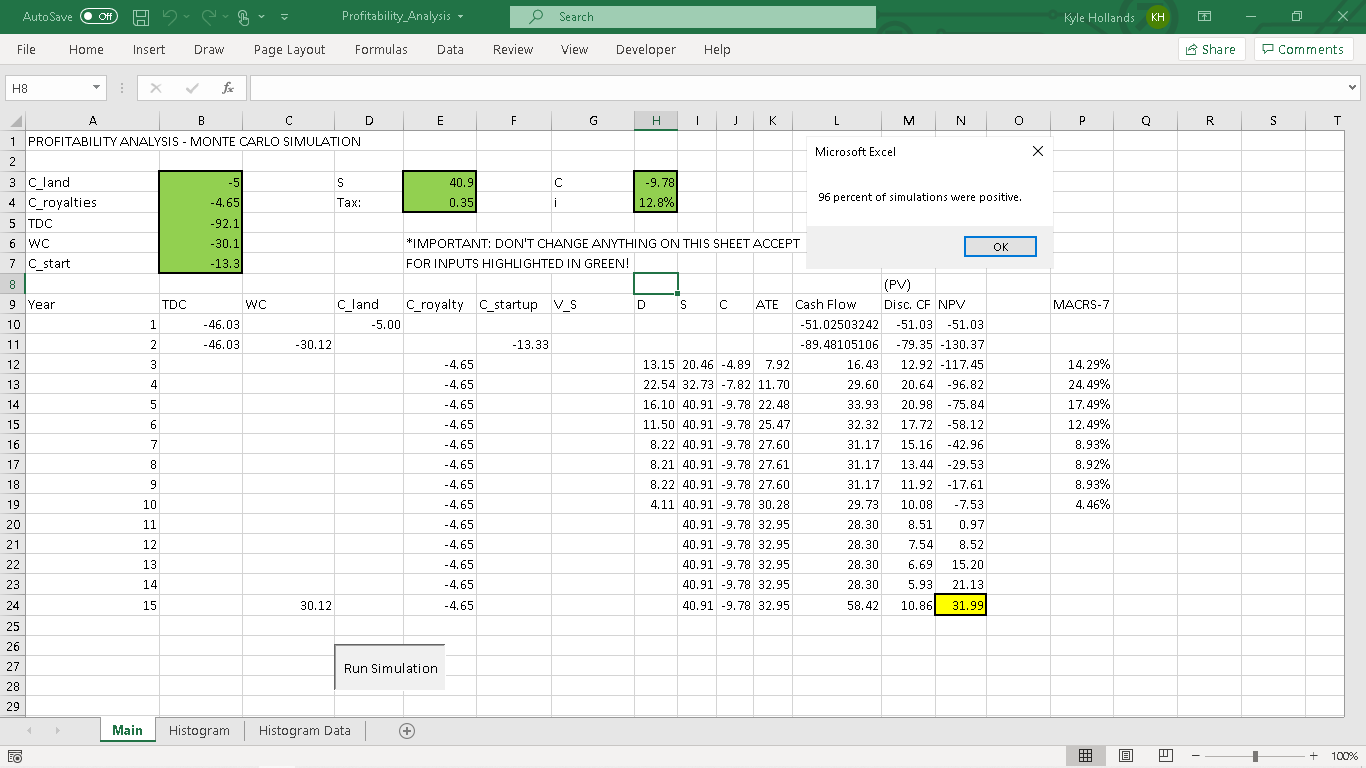 AutoSave Off Profitability_Analysis Search Kyle Hollands KH
File Home Insert Draw Page Layout Formulas Data Review View Developer Help Share Comments
H8 fx
A B C D E F G H I J K L M N O P Q R S T
1 PROFITABILITY ANALYSIS - MONTE CARLO SIMULATION
2
3 C_land -5 S 40.9 C -9.78
4 C_royalties -4.65 Tax: 0.35 i 12.8%
5 TDC -92.1
6 WC -30.1 *IMPORTANT: DON'T CHANGE ANYTHING ON THIS SHEET ACCEPT
7 C_start -13.3 FOR INPUTS HIGHLIGHTED IN GREEN!
Microsoft Excel
96 percent of simulations were positive.
OK
8 (PV)
9 Year TDC WC C_land C_royalty C_startup V_S D S C ATE Cash Flow Disc. CF NPV MACRS-7
10 1 -46.03 -5.00 -51.02503242 -51.03 -51.03
11 2 -46.03 -30.12 -13.33 -89.48105106 -79.35 -130.37
12 3 -4.65 13.15 20.46 -4.89 7.92 16.43 12.92 -117.45 14.29%
13 4 -4.65 22.54 32.73 -7.82 11.70 29.60 20.64 -96.82 24.49%
14 5 -4.65 16.10 40.91 -9.78 22.48 33.93 20.98 -75.84 17.49%
15 6 -4.65 11.50 40.91 -9.78 25.47 32.32 17.72 -58.12 12.49%
16 7 -4.65 8.22 40.91 -9.78 27.60 31.17 15.16 -42.96 8.93%
17 8 -4.65 8.21 40.91 -9.78 27.61 31.17 13.44 -29.53 8.92%
18 9 -4.65 8.22 40.91 -9.78 27.60 31.17 11.92 -17.61 8.93%
19 10 -4.65 4.11 40.91 -9.78 30.28 29.73 10.08 -7.53 4.46%
20 11 -4.65 40.91 -9.78 32.95 28.30 8.51 0.97
21 12 -4.65 40.91 -9.78 32.95 28.30 7.54 8.52
22 13 -4.65 40.91 -9.78 32.95 28.30 6.69 15.20
23 14 -4.65 40.91 -9.78 32.95 28.30 5.93 21.13
24 15 30.12 -4.65 40.91 -9.78 32.95 58.42 10.86 31.99
25
26
27 Run Simulation
28
29
Main Histogram Histogram Data
100%